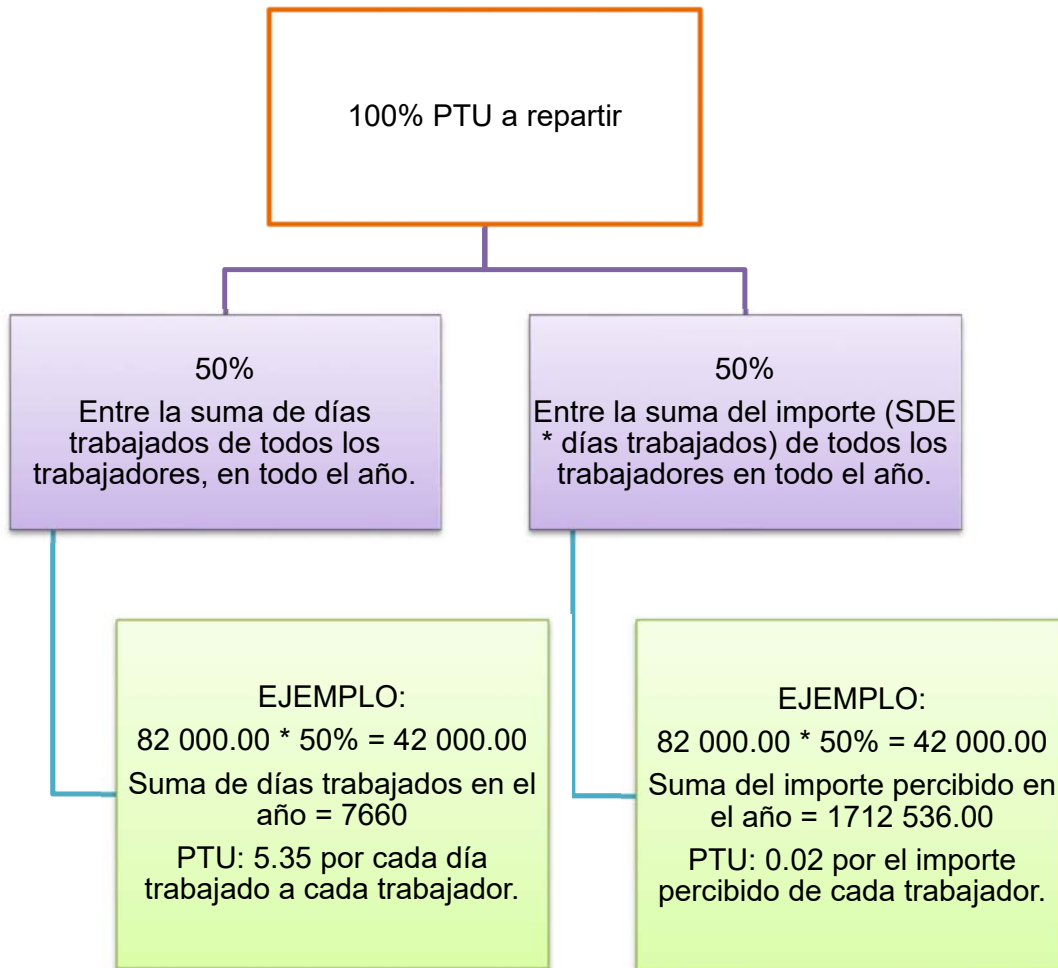 100% PTU a repartir
50%
Entre la suma de días
trabajados de todos los
trabajadores, en todo el año.
50%
Entre la suma del importe (SDE
* días trabajados) de todos los
trabajadores en todo el año.
EJEMPLO:
82 000.00 * 50% = 42 000.00
Suma de días trabajados en el
año = 7660
PTU: 5.35 por cada día
trabajado a cada trabajador.
EJEMPLO:
82 000.00 * 50% = 42 000.00
Suma del importe percibido en
el año = 1712 536.00
PTU: 0.02 por el importe
percibido de cada trabajador.